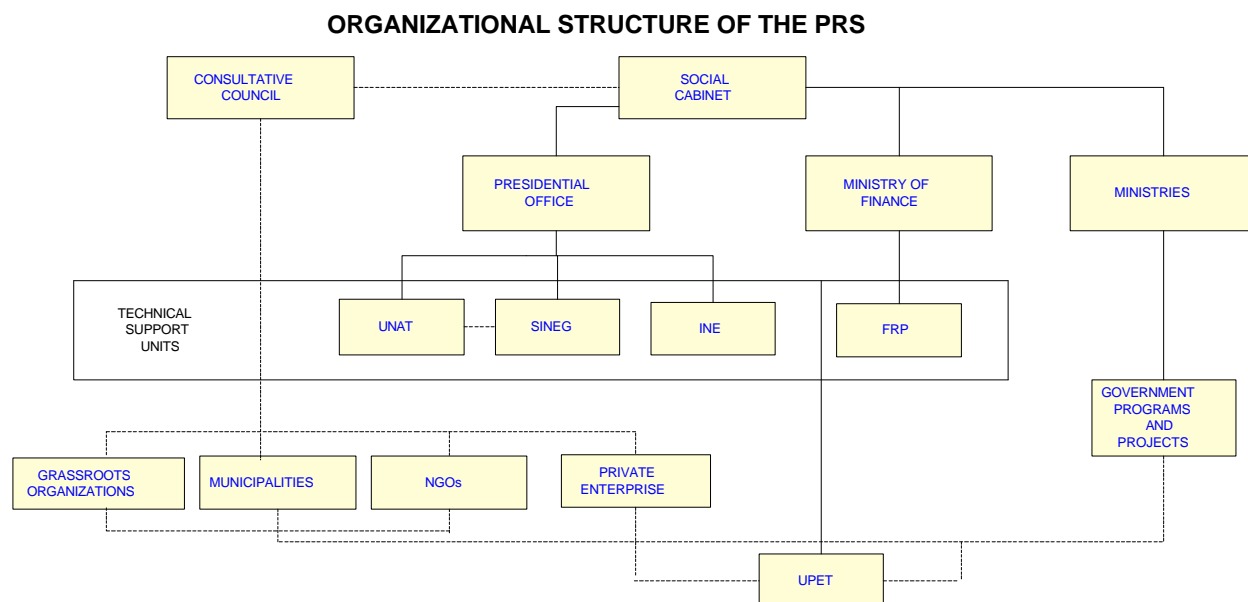 ORGANIZATIONAL STRUCTURE OF THE PRS
CONSULTATIVE
COUNCIL
SOCIAL
CABINET
PRESIDENTIAL
OFFICE
MINISTRY OF
FINANCE
MINISTRIES
TECHNICAL
SUPPORT
UNITS
UNAT
SINEG
INE
FRP
GOVERNMENT
PROGRAMS
AND
PROJECTS
GRASSROOTS
ORGANIZATIONS
MUNICIPALITIES
NGOs
PRIVATE
ENTERPRISE
UPET